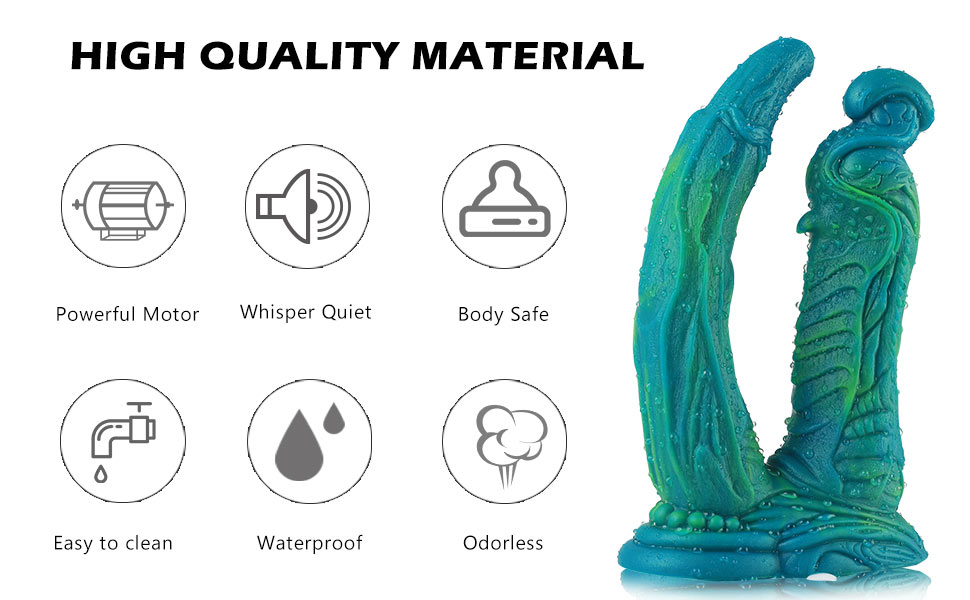 HIGH QUALITY MATERIAL
Powerful Motor
Whisper Quiet
Body Safe
Easy to clean
Waterproof
Odorless